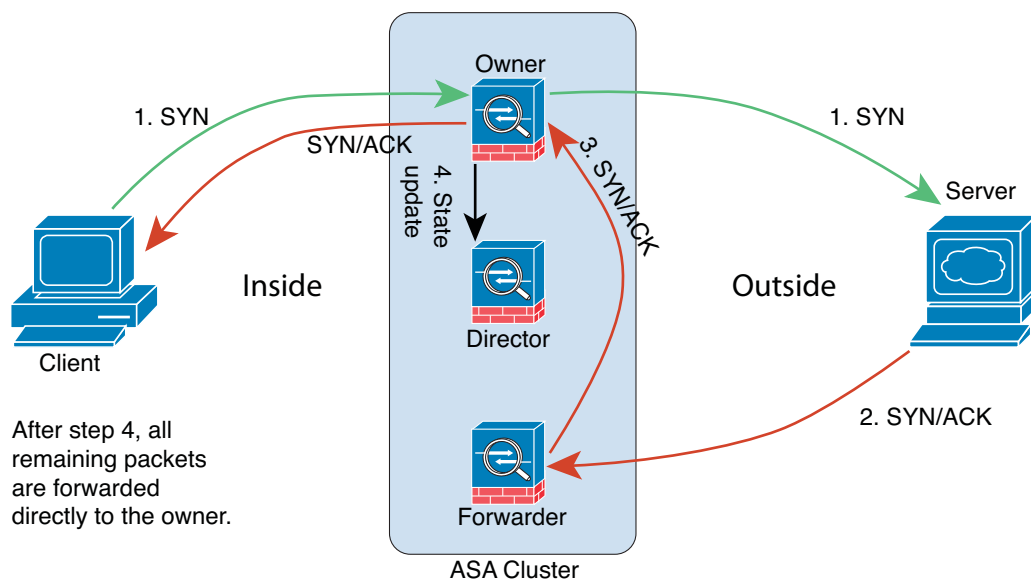 Owner
1. SYN
1. SYN
SYN/ACK
3. SYN/ACK
4. State
update
Server
Inside
Outside
Director
Client
2. SYN/ACK
After step 4, all
remaining packets
are forwarded
directly to the owner.
Forwarder
ASA Cluster